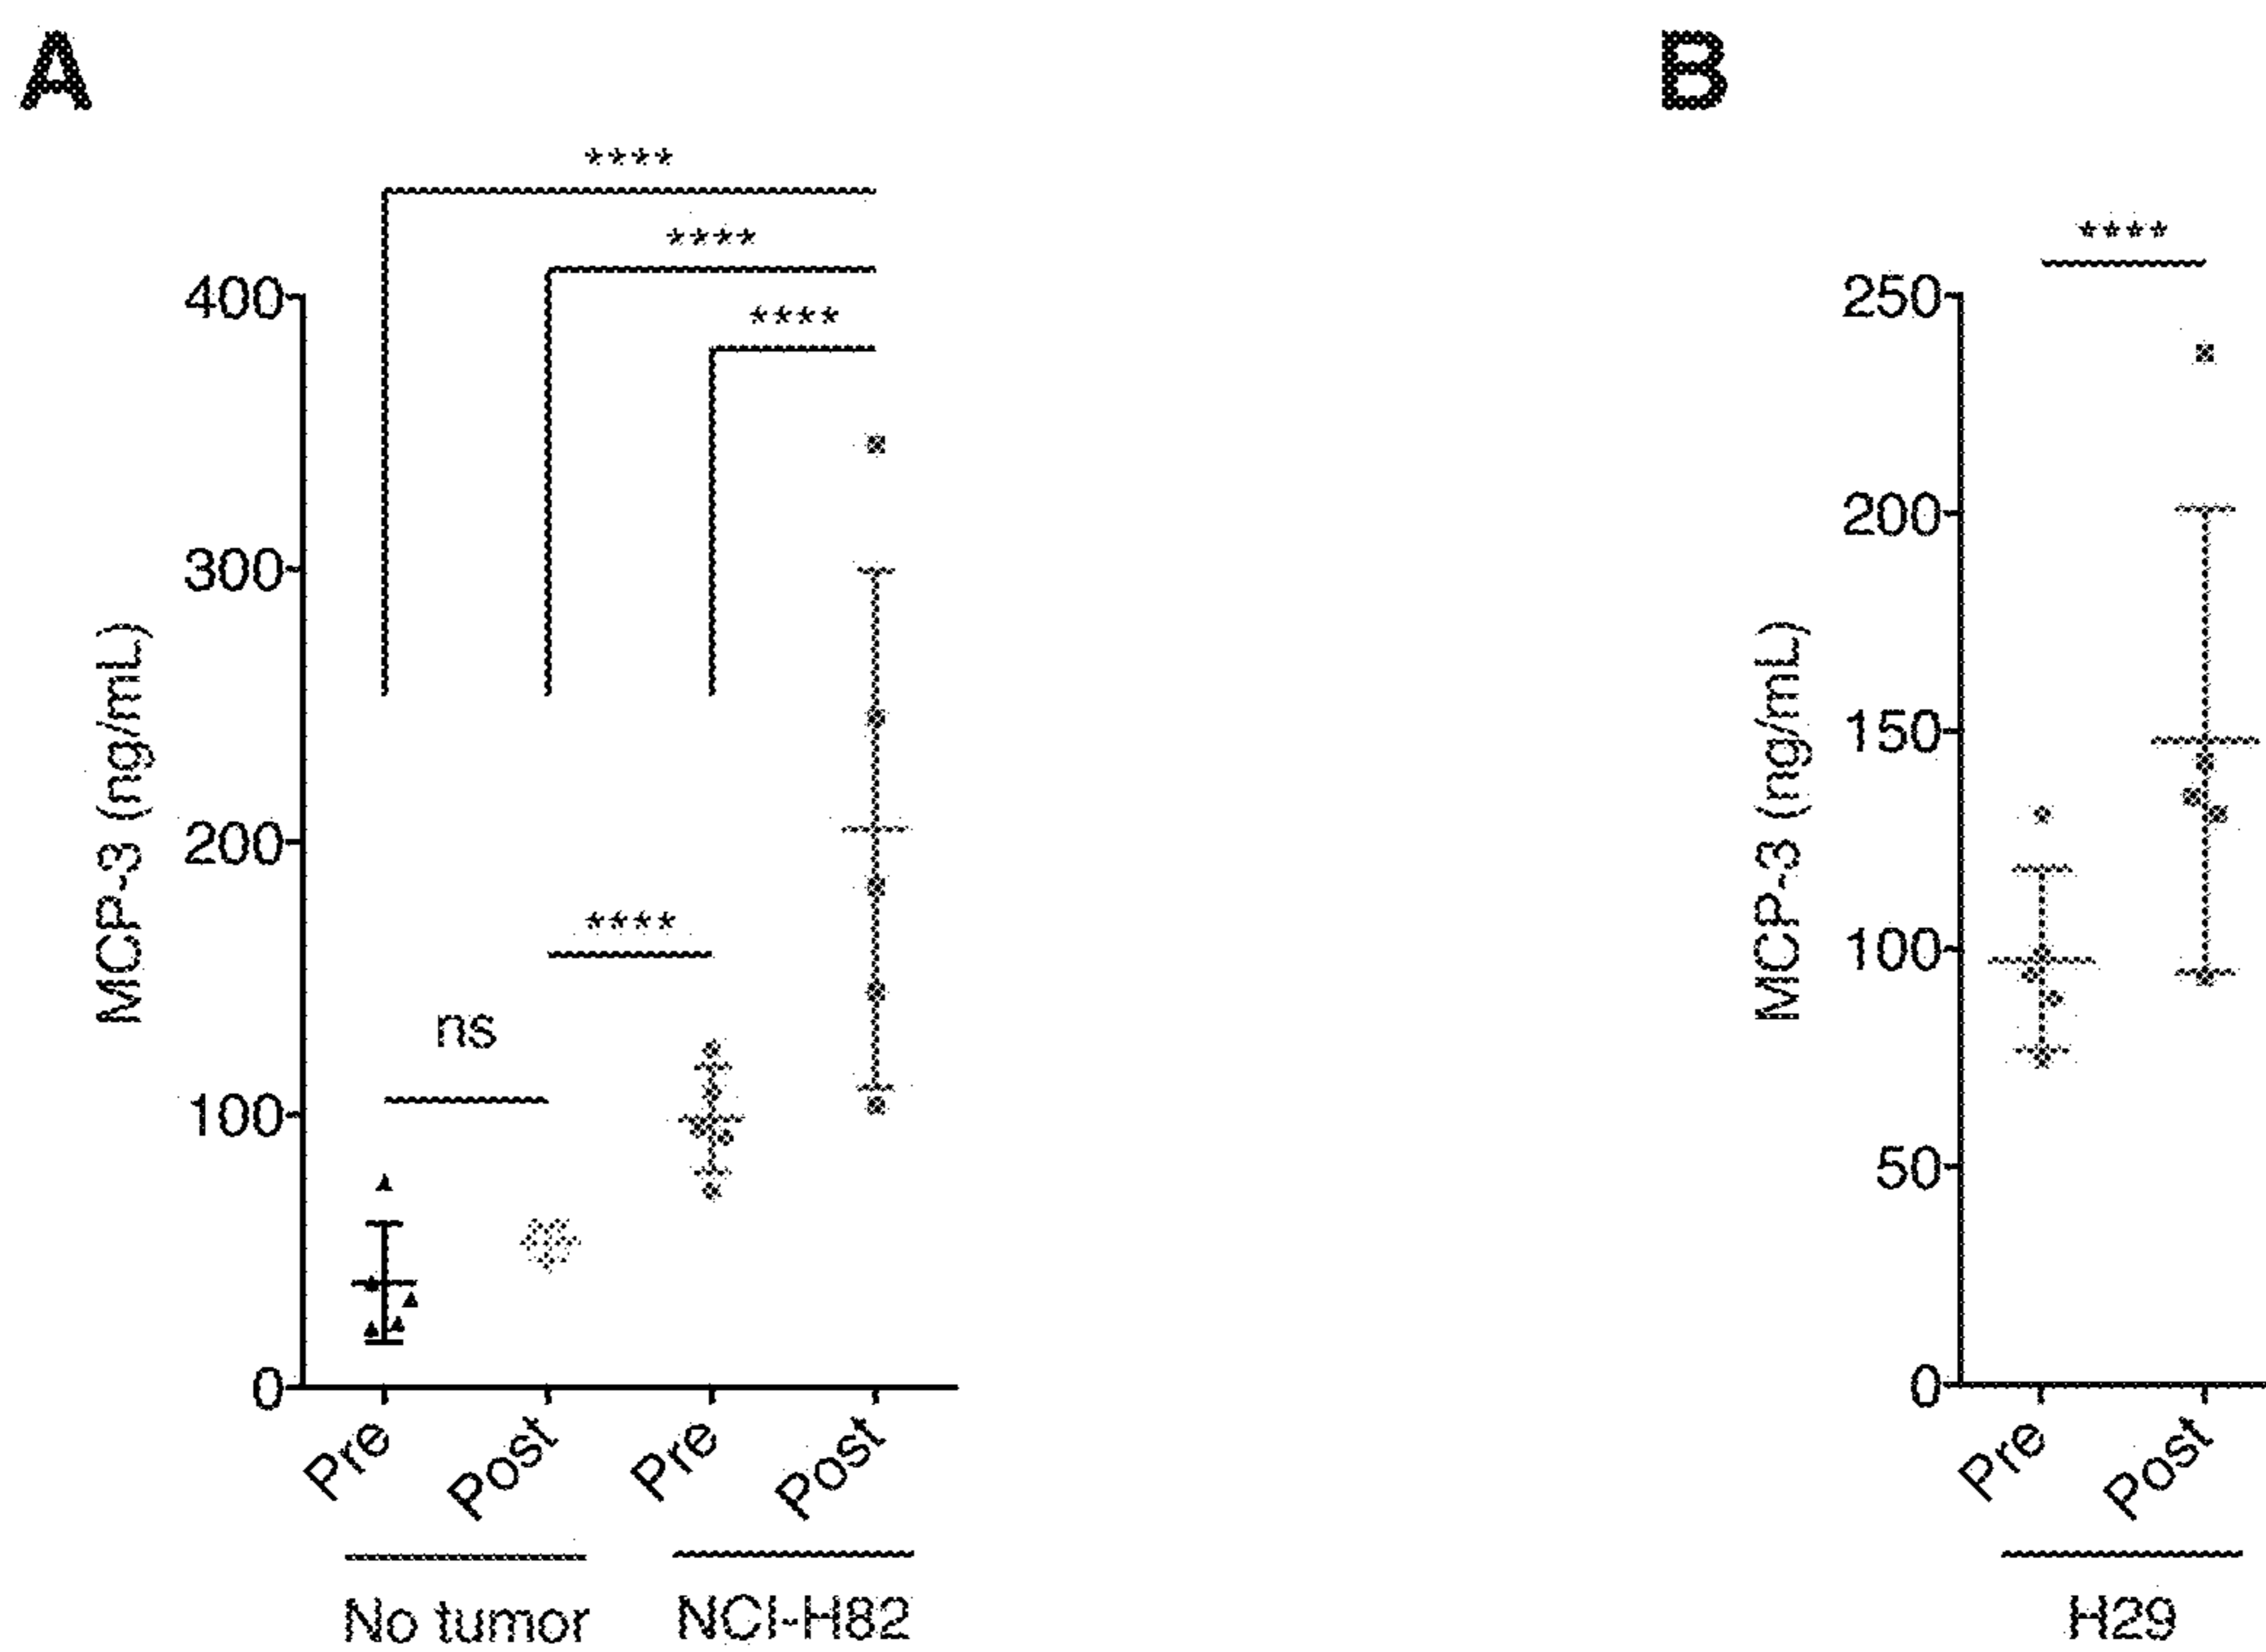 A
B
****
****
****
****
ns
400
300
200
100
0
MCP-3 (ng/mL)
Pre
Post
Pre
Post
No tumor
NCI-H82
****
250
200
150
100
50
0
MCP-3 (ng/mL)
Pre
Post
H29